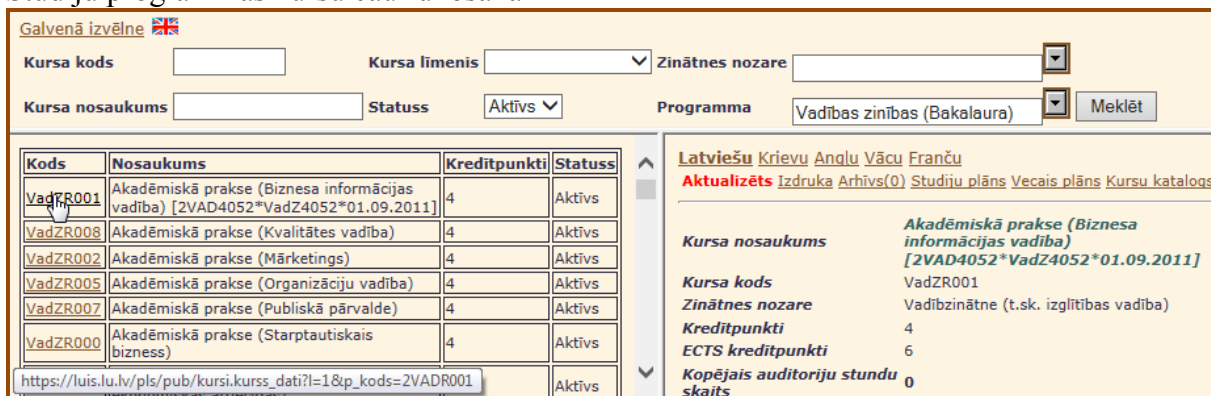 Galvenā izvēlne
Kursa kods Kursa līmenis Zinātnes nozare
Kursa nosaukums Statuss Aktīvs Programma Vadības zinības (Bakalaura) Meklēt
Kods Nosaukums Kredītpunkti Statuss
VadZR001 Akadēmiskā prakse (Biznesa informācijas vadība) [2VAD4052*VadZ4052*01.09.2011] 4 Aktīvs
VadZR008 Akadēmiskā prakse (Kvalitātes vadība) 4 Aktīvs
VadZR002 Akadēmiskā prakse (Mārketings) 4 Aktīvs
VadZR005 Akadēmiskā prakse (Organizāciju vadība) 4 Aktīvs
VadZR007 Akadēmiskā prakse (Publiskā pārvalde) 4 Aktīvs
VadZR000 Akadēmiskā prakse (Starptautiskais bizness) 4 Aktīvs
https://luis.lu.lv/pls/pub/kursi.kurss_dati?l=1&p_kods=2VADR001 Aktīvs
Latviešu Krievu Angļu Vācu Franču
Aktualizēts Izdruka Arhīvs(0) Studiju plāns Vecais plāns Kursu katalogs
Kursa nosaukums Akadēmiskā prakse (Biznesa informācijas vadība) [2VAD4052*VadZ4052*01.09.2011]
Kursa kods VadZR001
Zinātnes nozare Vadībzinātne (t.sk. izglītības vadība)
Kredītpunkti 4
ECTS kredītpunkti 6
Kopējais auditoriju stundu skaits 0